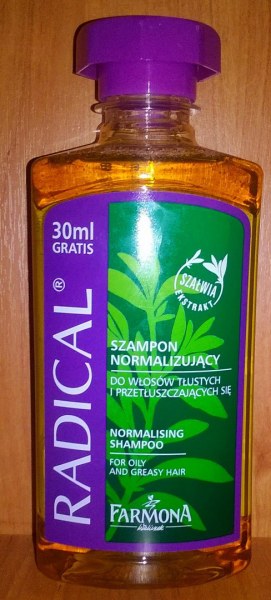 30ml
GRATIS
RADICAL®
SZAŁWIA
EKSTRAKT
SZAMPON
NORMALIZUJĄCY
DO WŁOSÓW TŁUSTYCH
I PRZETŁUSZCZAJĄCYCH SIĘ
NORMALISING
SHAMPOO
FOR OILY
AND GREASY HAIR
FARMONA